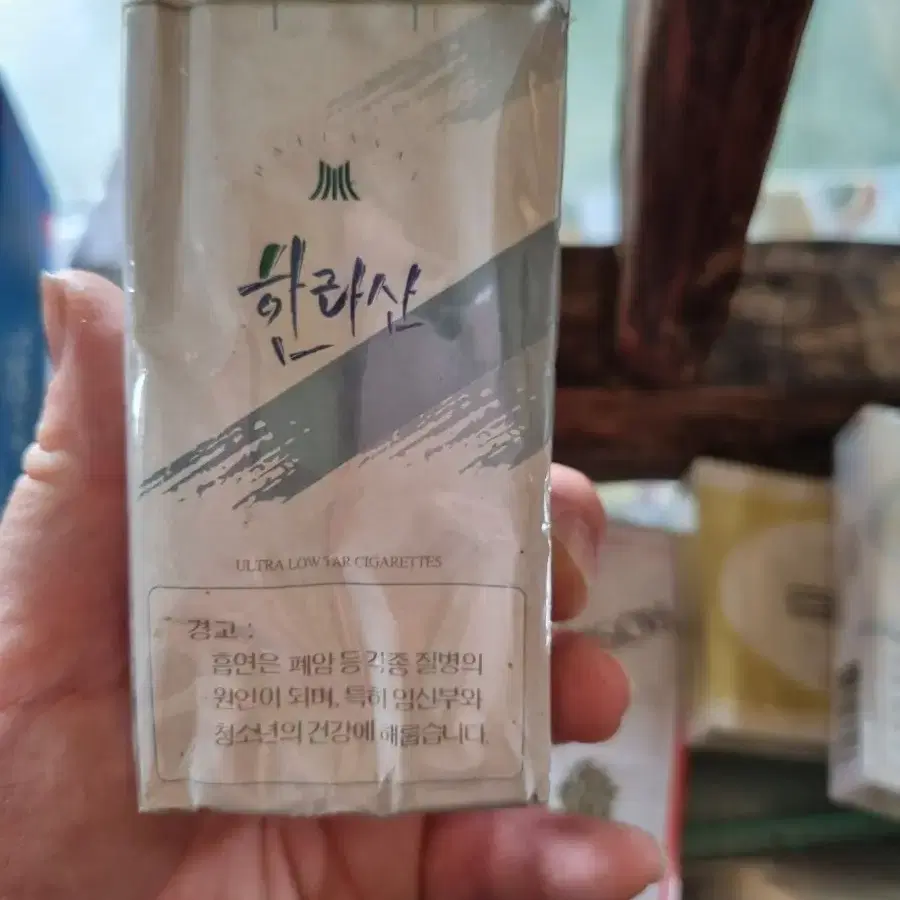 한라산
ULTRA LOW TAR CIGARETTES
경고 :
흡연은 폐암 등 각종 질병의
원인이 되며, 특히 임신부와
청소년의 건강에 해롭습니다.